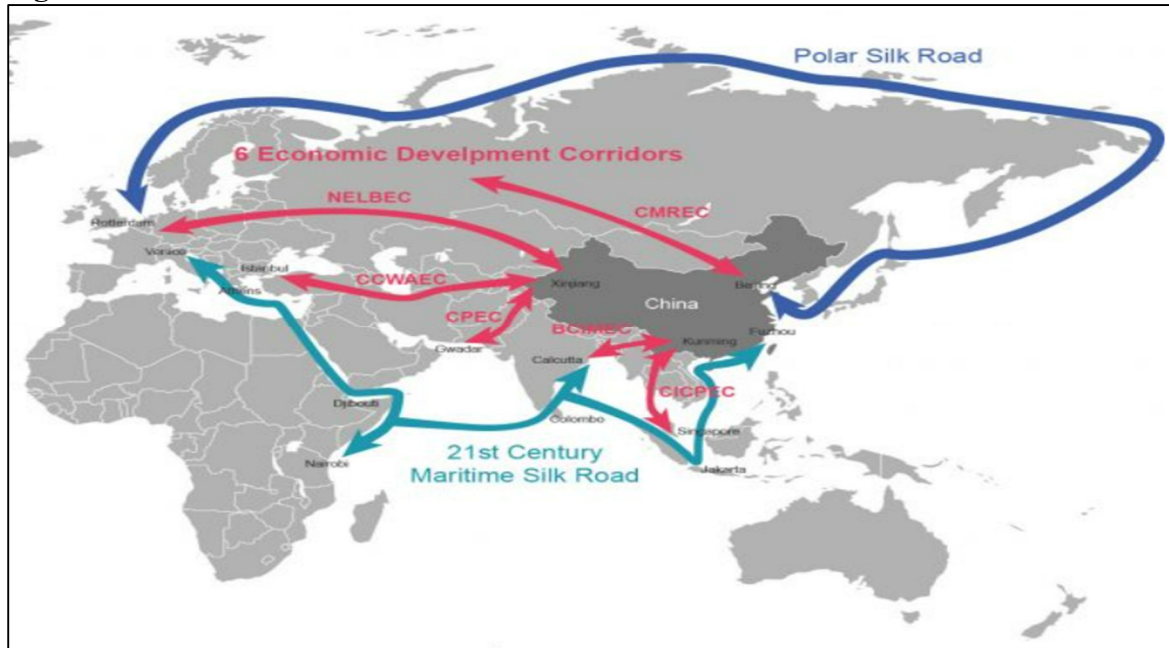 Polar Silk Road
6 Economic Develpment Corridors
NELBEC
CMREC
Rotterdam
Venice
Istanbul
Athens
CCWAEC
Xinjiang
Beijing
China
CPEC
BCIMEC
Fuzhou
Gwadar
Calcutta
Kunming
CICPEC
Djibouti
Colombo
Singapore
21st Century
Maritime Silk Road
Nairobi
Jakarta